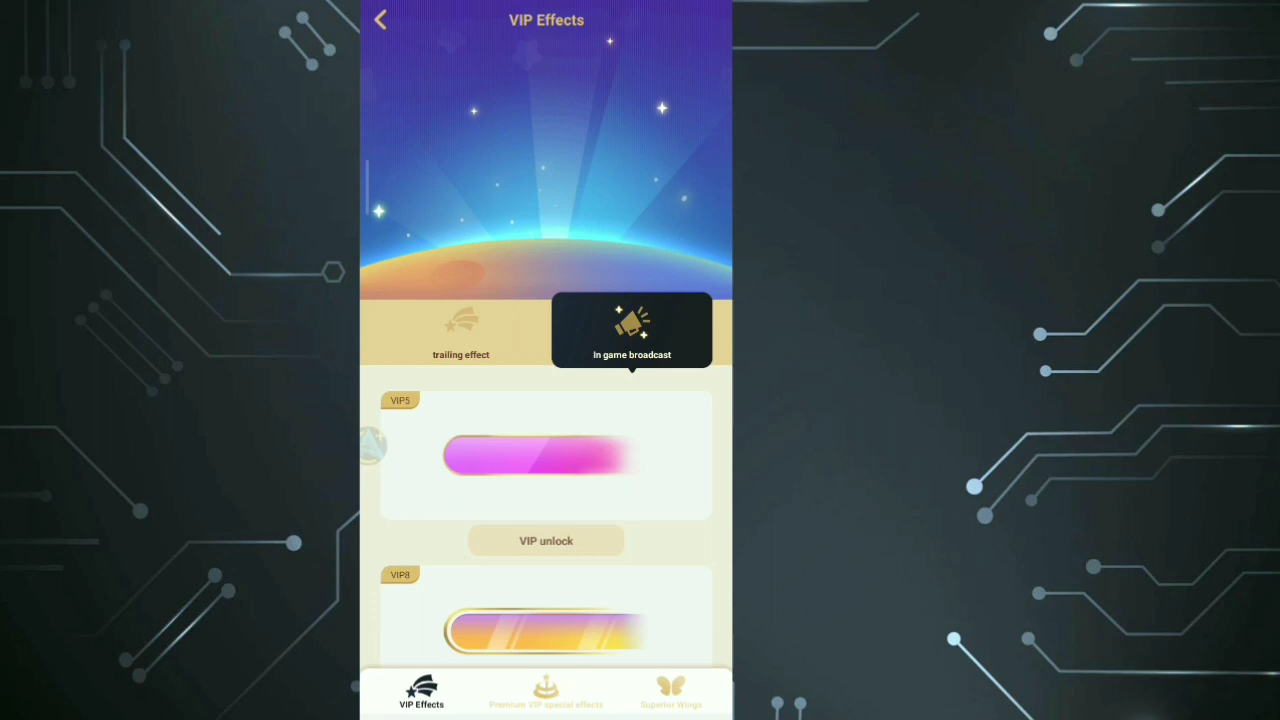 VIP Effects
trailing effect
In game broadcast
VIP5
VIP unlock
VIP8
VIP Effects
Premium VIP special effects
Superior Wings